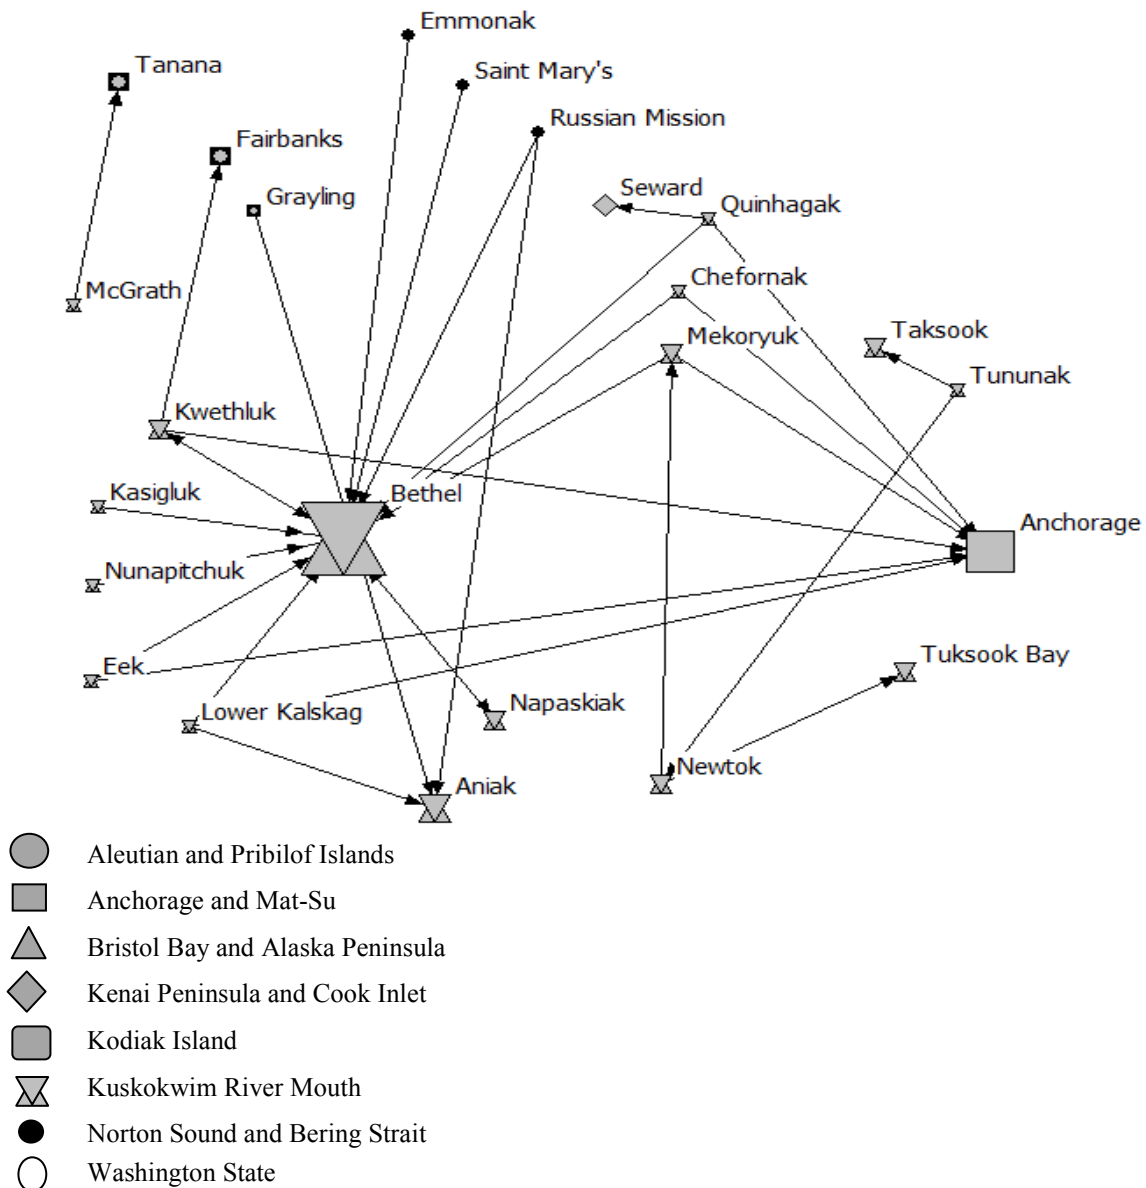 Emmonak
Tanana
Saint Mary's
Russian Mission
Fairbanks
Seward
Grayling
Quinhagak
Chefornak
McGrath
Taksook
Mekoryuk
Tununak
Kwethluk
Kasigluk
Bethel
Anchorage
Nunapitchuk
Tuksook Bay
Eek
Lower Kalskag
Napaskiak
Newtok
Aniak
Aleutian and Pribilof Islands
Anchorage and Mat-Su
Bristol Bay and Alaska Peninsula
Kenai Peninsula and Cook Inlet
Kodiak Island
Kuskokwim River Mouth
Norton Sound and Bering Strait
Washington State